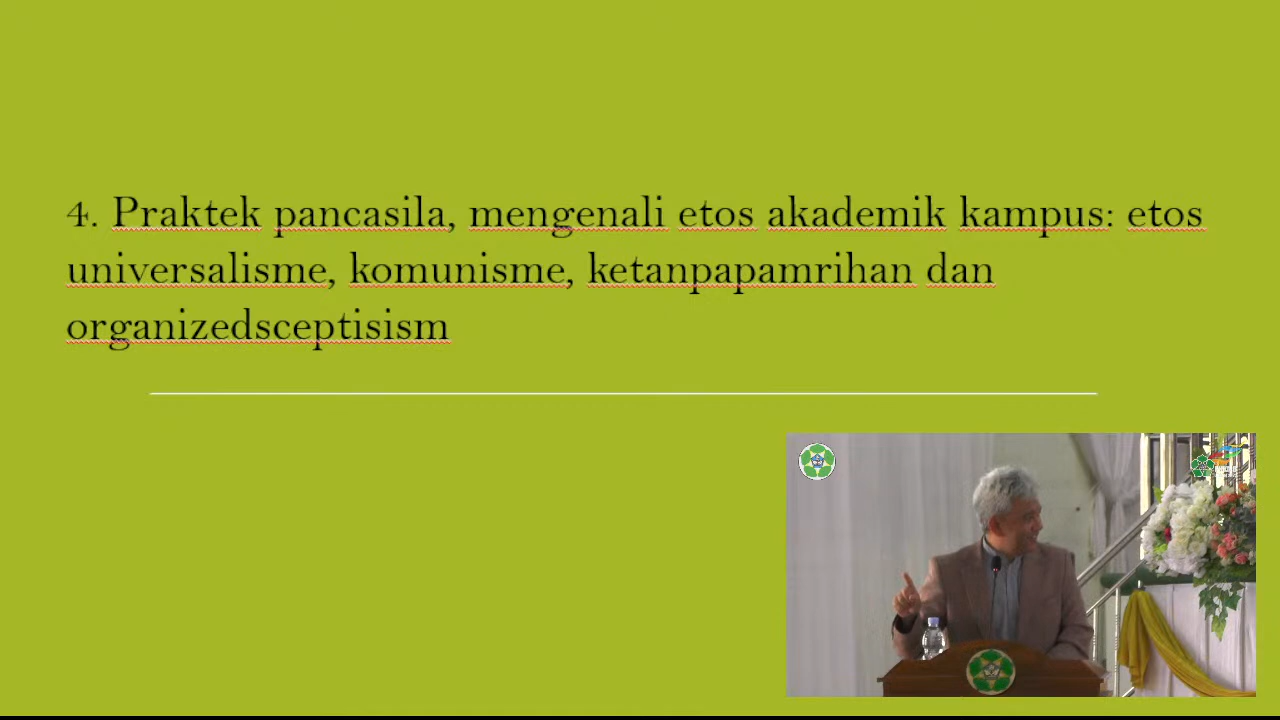 4. Praktek pancasila, mengenali etos akademik kampus: etos
universalisme, komunisme, ketanpapamrihan dan
organizedsceptisism